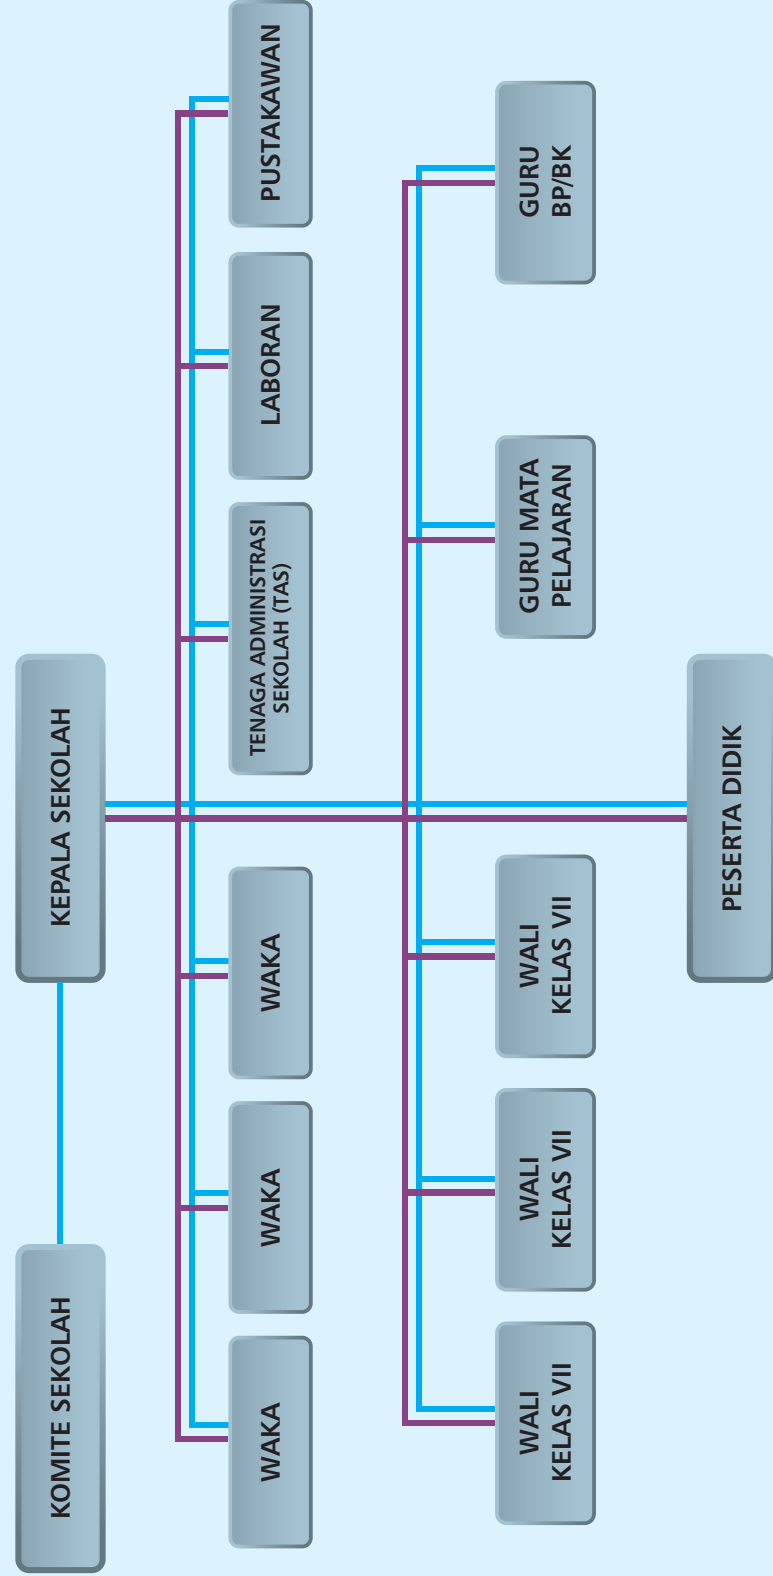 KOMITE SEKOLAH
KEPALA SEKOLAH
WAKA
WAKA
WAKA
TENAGA ADMINISTRASI
SEKOLAH (TAS)
LABORAN
PUSTAKAWAN
WALI
KELAS VII
WALI
KELAS VII
WALI
KELAS VII
GURU MATA
PELAJARAN
GURU
BP/BK
PESERTA DIDIK